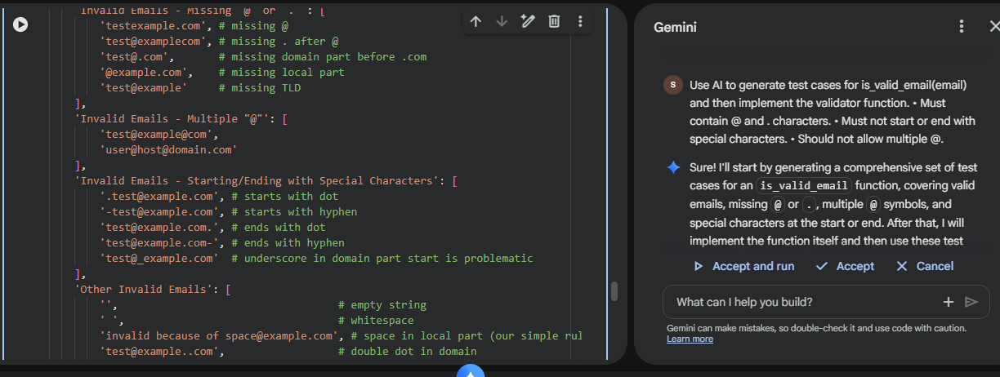 'Invalid Emails - Missing "@" or "."': [
'testexample.com', # missing @
'test@examplecom', # missing . after @
'test@.com',       # missing domain part before .com
'@example.com',    # missing local part
'test@example'     # missing TLD
],
'Invalid Emails - Multiple "@"': [
'test@example@com',
'user@host@domain.com'
],
'Invalid Emails - Starting/Ending with Special Characters': [
'.test@example.com', # starts with dot
'-test@example.com', # starts with hyphen
'test@example.com.', # ends with dot
'test@example.com-', # ends with hyphen
'test@_example.com'  # underscore in domain part start is problematic
],
'Other Invalid Emails': [
'',                                  # empty string
' ',                                 # whitespace
'invalid because of space@example.com', # space in local part (our simple rul
'test@example..com',                 # double dot in domain
Gemini
S
Use AI to generate test cases for is_valid_email(email)
and then implement the validator function. • Must
contain @ and . characters. • Must not start or end with
special characters. • Should not allow multiple @.
Sure! I'll start by generating a comprehensive set of test
cases for an is_valid_email function, covering valid
emails, missing @ or . , multiple @ symbols, and
special characters at the start or end. After that, I will
implement the function itself and then use these test
Accept and run
Accept
Cancel
What can I help you build?
Gemini can make mistakes, so double-check it and use code with caution.
Learn more